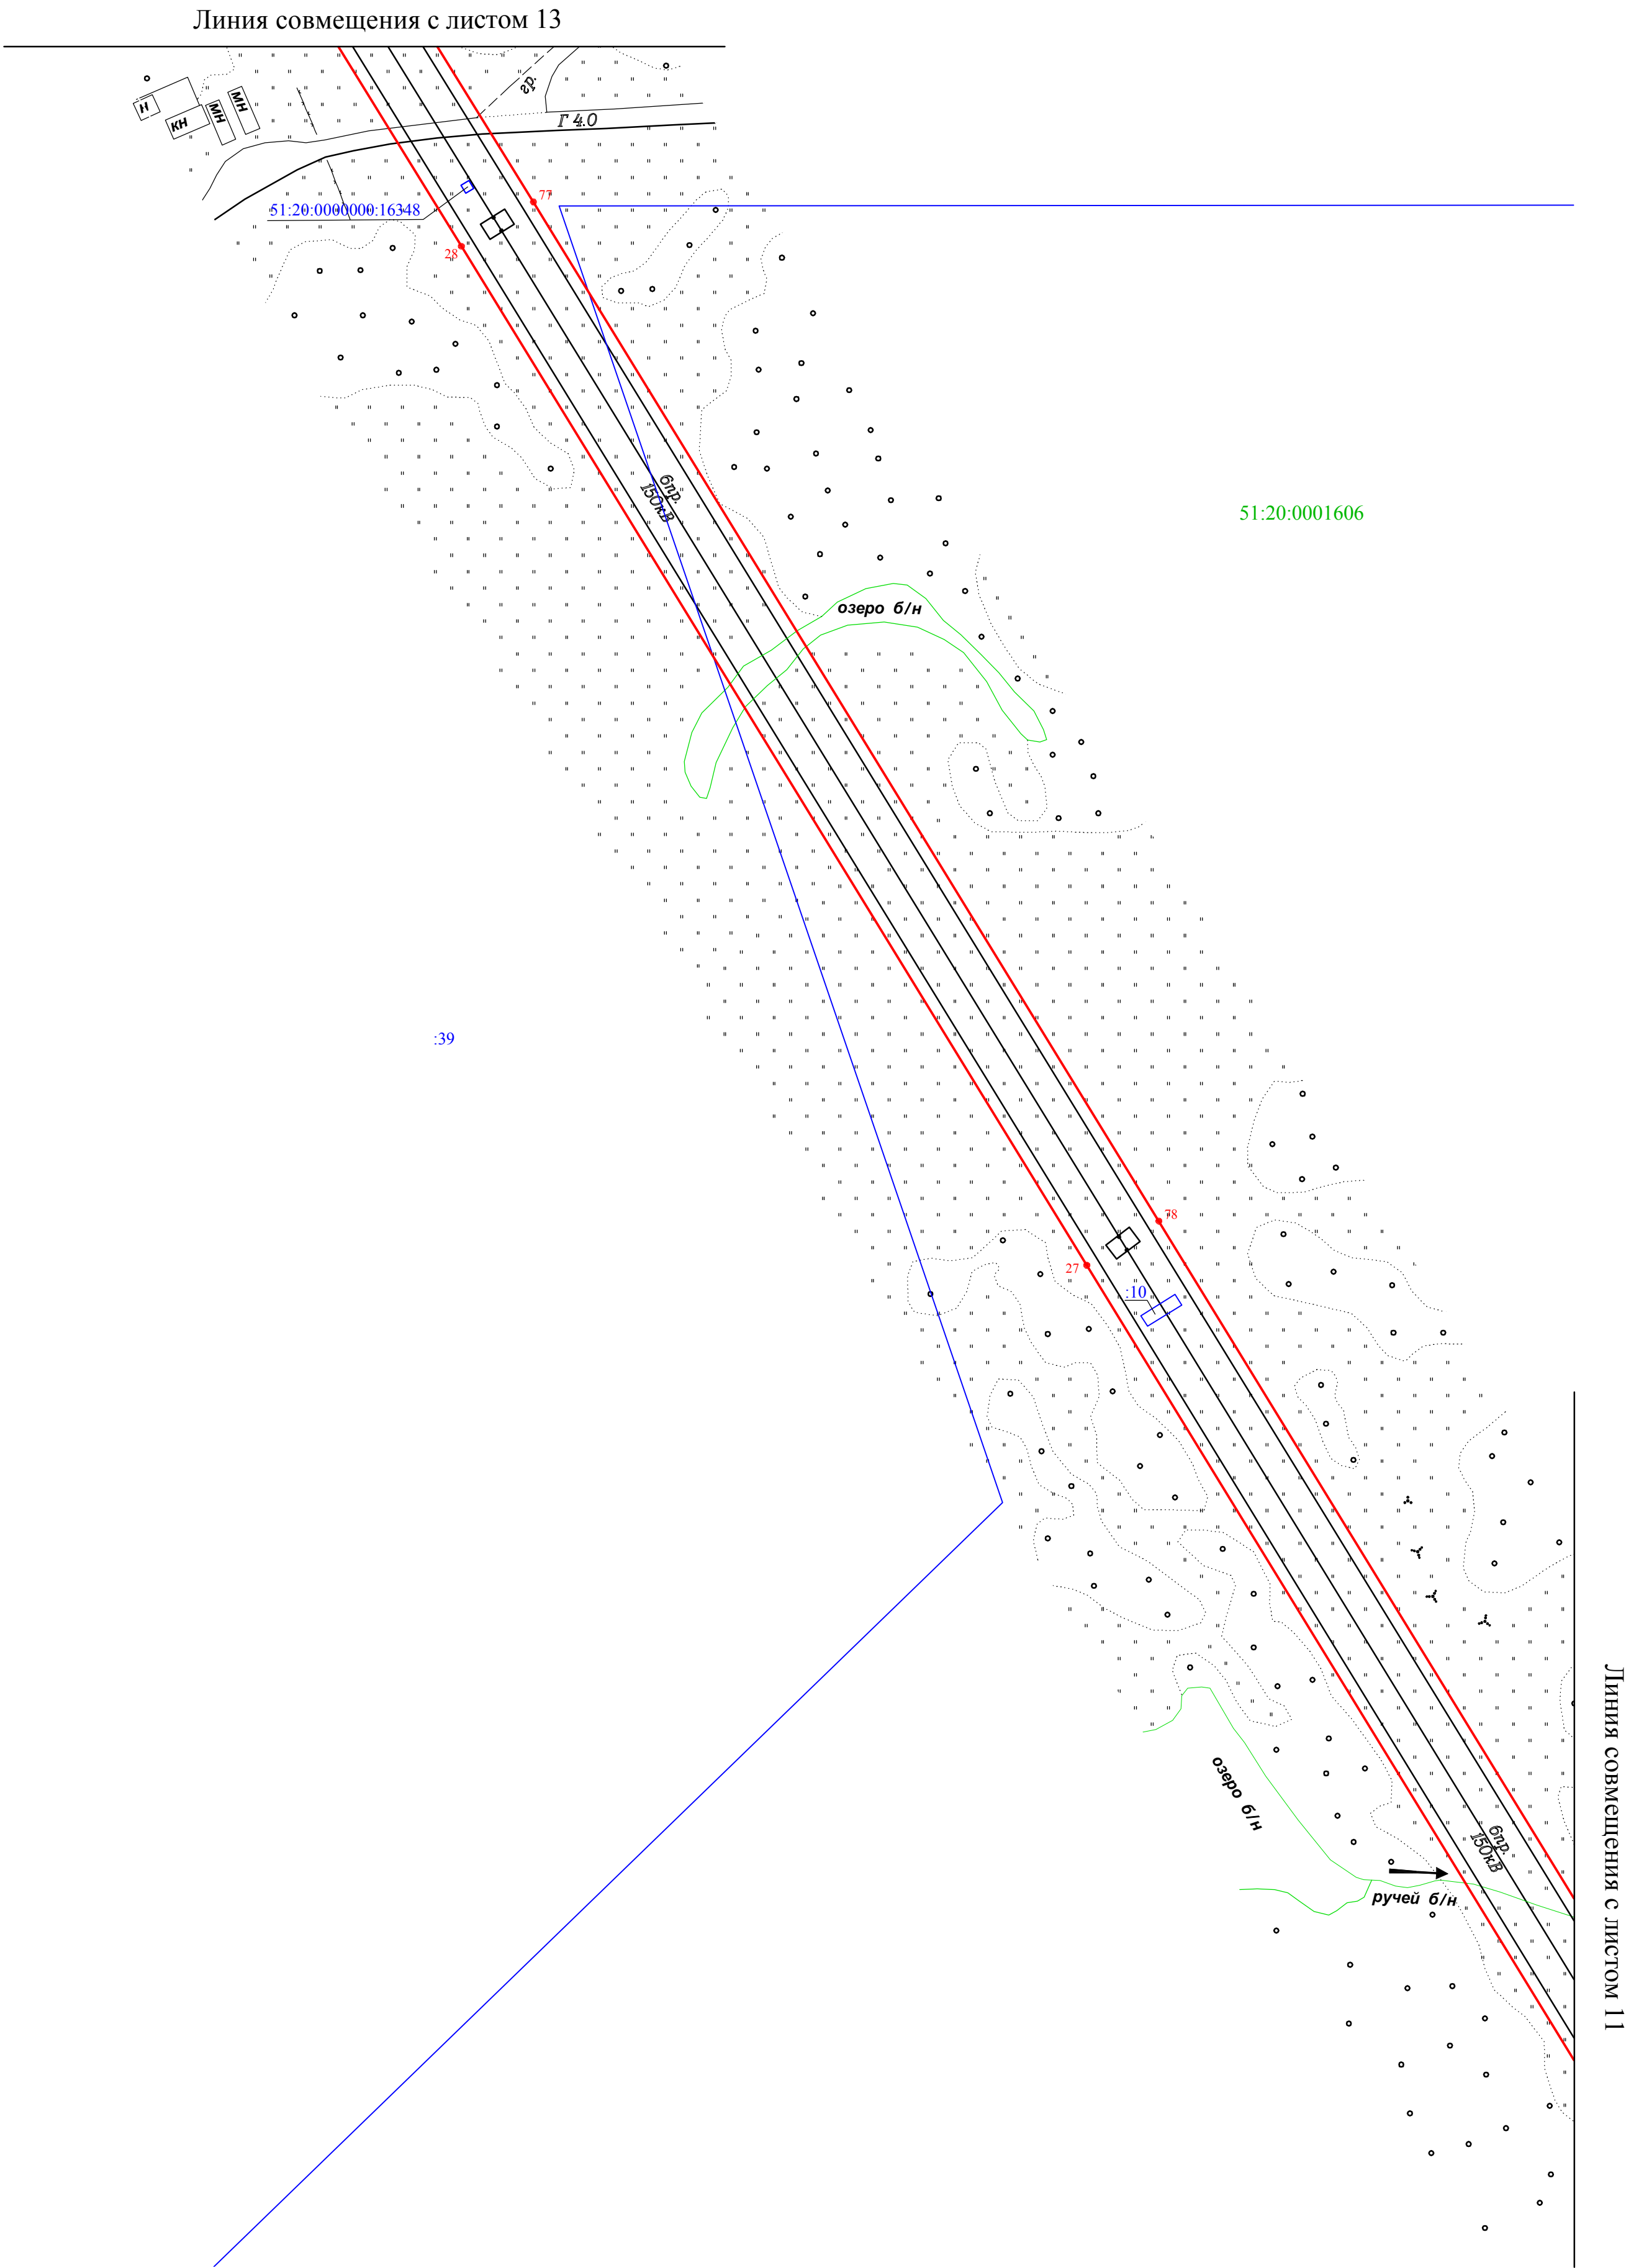 Линия совмещения с листом 13
гр.
Н
КН
МН
МН
Г 4.0
77
51:20:0000000:16348
28
6пр.
150кВ
51:20:0001606
озеро б/н
:39
78
27
:10
озеро б/н
6пр.
150кВ
ручей б/н
Линия совмещения с листом 11